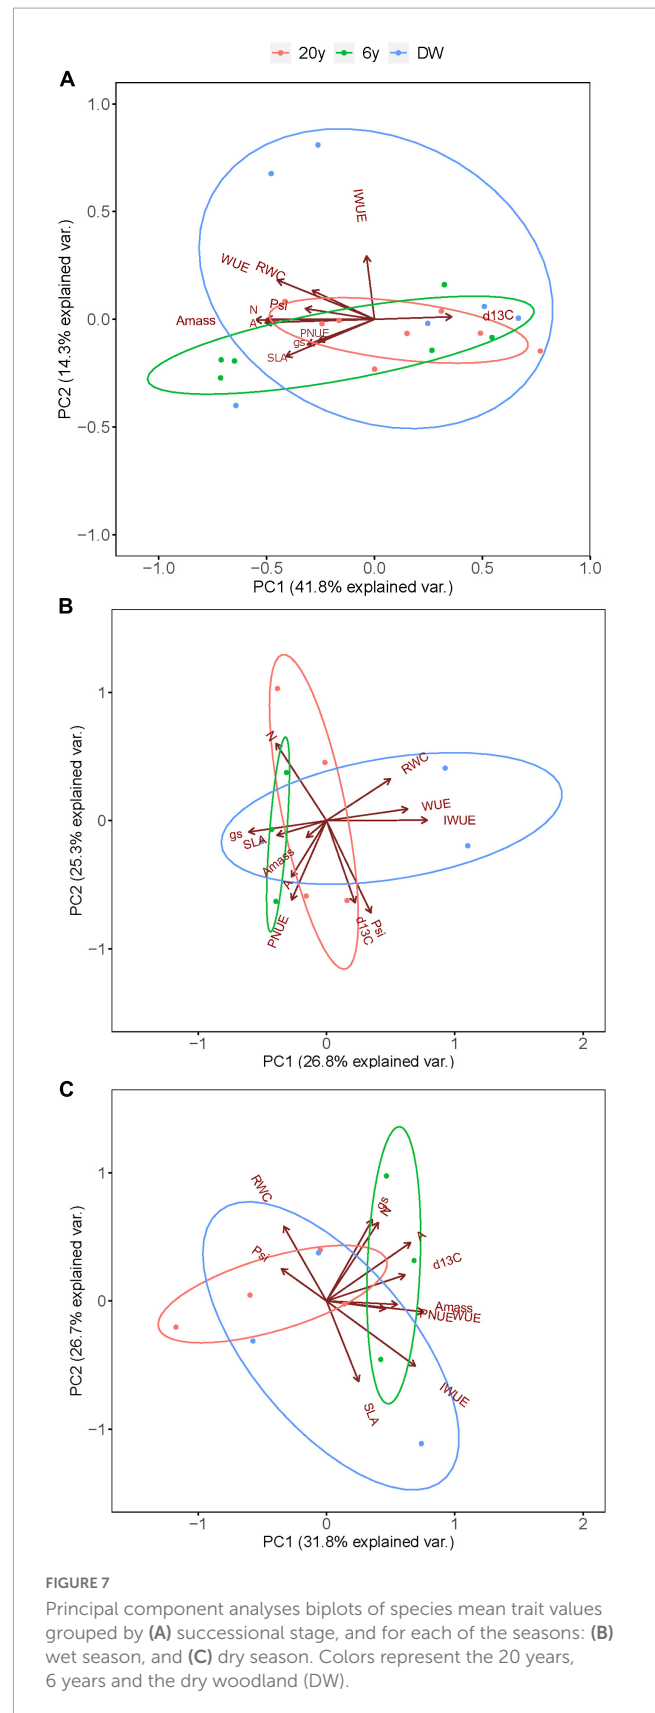 20y 6y DW
A
1.0
0.5
0.0
−0.5
−1.0
PC2 (14.3% explained var.)
IWUE
WUE
RWC
N
Psi
Amass
A
d13C
PNUE
gs
SLA
−1.0 −0.5 0.0 0.5 1.0
PC1 (41.8% explained var.)
B
1
0
−1
PC2 (25.3% explained var.)
N
RWC
WUE
IWUE
gs
SLA
Amass
A
PNUE
d13C
Psi
−1 0 1 2
PC1 (26.8% explained var.)
C
1
0
−1
PC2 (26.7% explained var.)
RWC
gs
N
A
Psi
d13C
Amass
PNUE
WUE
IWUE
SLA
−1 0 1 2
PC1 (31.8% explained var.)
FIGURE 7
Principal component analyses biplots of species mean trait values
grouped by (A) successional stage, and for each of the seasons: (B)
wet season, and (C) dry season. Colors represent the 20 years,
6 years and the dry woodland (DW).